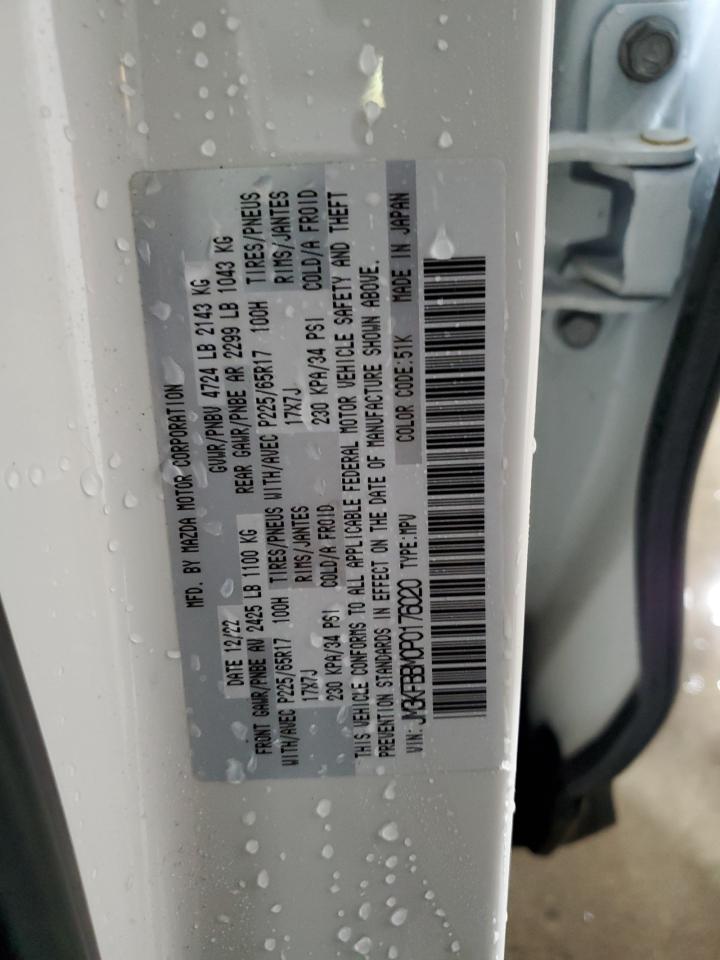 MFD. BY MAZDA MOTOR CORPORATION
DATE 12/22 GVWR/PNBV 4724 LB 2143 KG
FRONT GAWR/PNBE AV 2425 LB 1100 KG REAR GAWR/PNBE AR 2299 LB 1043 KG
WITH/AVEC P225/65R17 100H TIRES/PNEUS WITH/AVEC P225/65R17 100H TIRES/PNEUS
17X7J RIMS/JANTES 17X7J RIMS/JANTES
230 KPA/34 PSI COLD/A FROID 230 KPA/34 PSI COLD/A FROID
THIS VEHICLE CONFORMS TO ALL APPLICABLE FEDERAL MOTOR VEHICLE SAFETY AND THEFT
PREVENTION STANDARDS IN EFFECT ON THE DATE OF MANUFACTURE SHOWN ABOVE.
VIN: JM3KFBBM0P0176020 TYPE:MPV COLOR CODE:51K MADE IN JAPAN